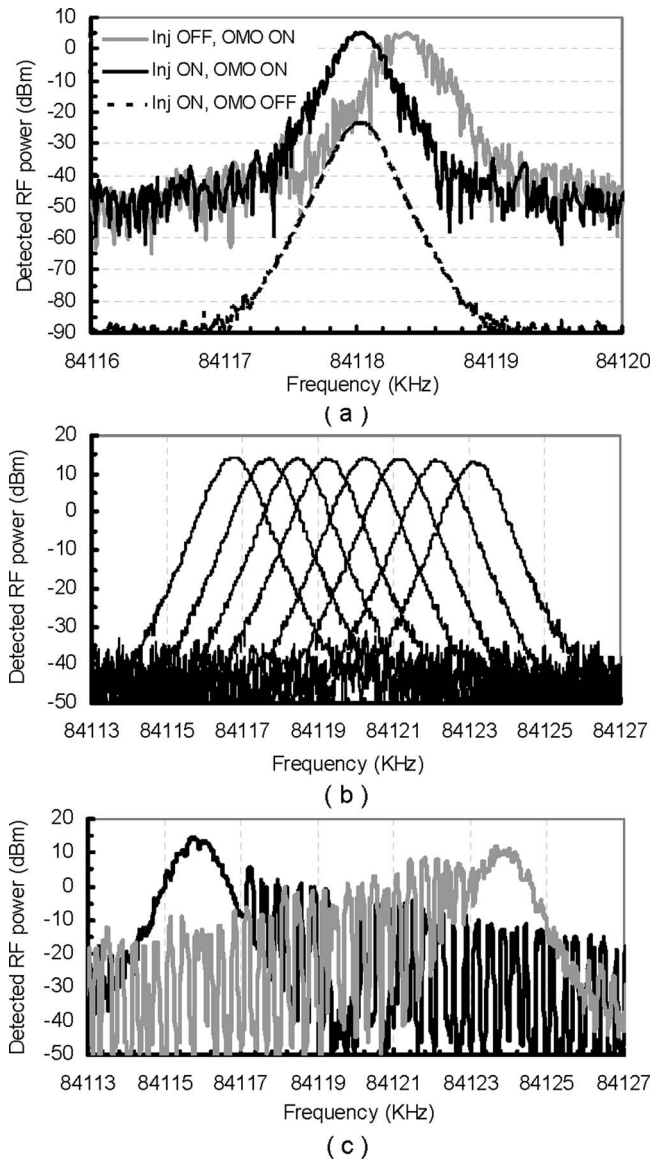 20
10
0
-10
-20
-30
-40
-50
-60
-70
-80
-90
Detected RF power (dBm)
Inj OFF, OMO ON
Inj ON, OMO ON
Inj ON, OMO OFF
84116 84117 84118 84119 84120
Frequency (KHz)
( a )
20
10
0
-10
-20
-30
-40
-50
Detected RF power (dBm)
84113 84115 84117 84119 84121 84123 84125 84127
Frequency (KHz)
( b )
20
10
0
-10
-20
-30
-40
-50
Detected RF power (dBm)
84113 84115 84117 84119 84121 84123 84125 84127
Frequency (KHz)
( c )